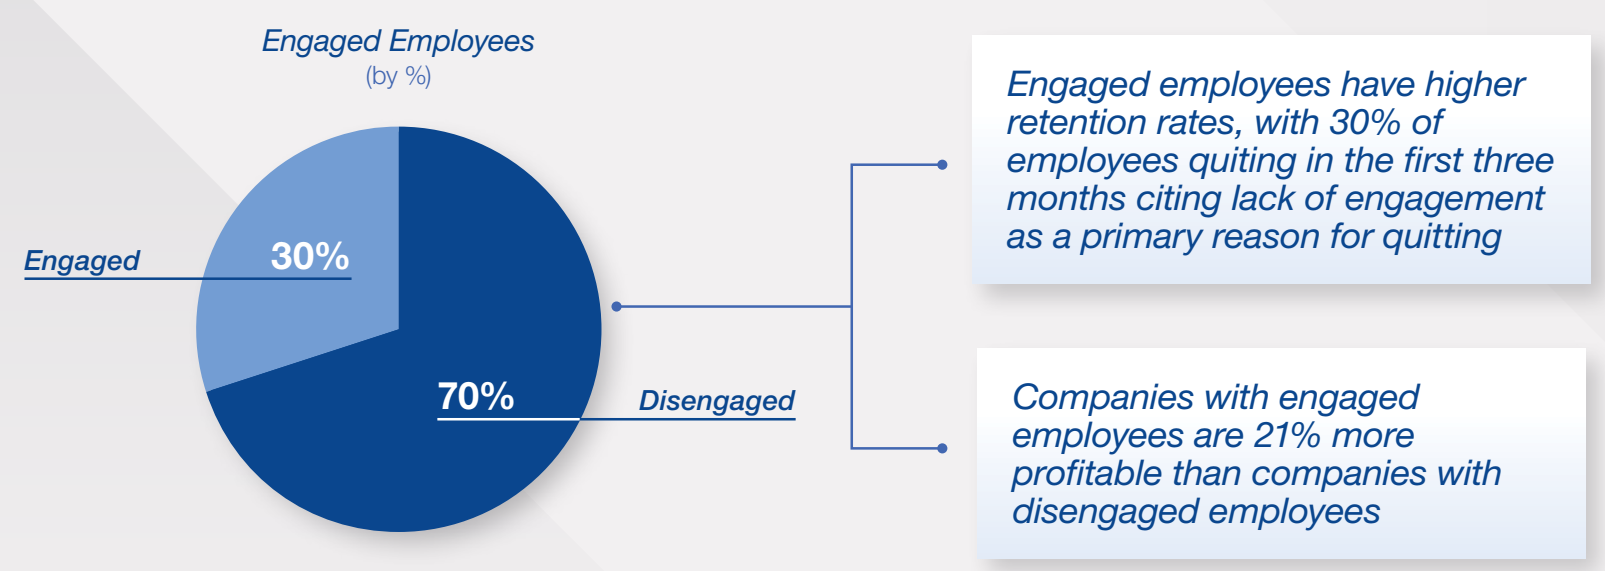 Engaged Employees
(by %)
Engaged
30%
70%
Disengaged
Engaged employees have higher
retention rates, with 30% of
employees quiting in the first three
months citing lack of engagement
as a primary reason for quitting
Companies with engaged
employees are 21% more
profitable than companies with
disengaged employees